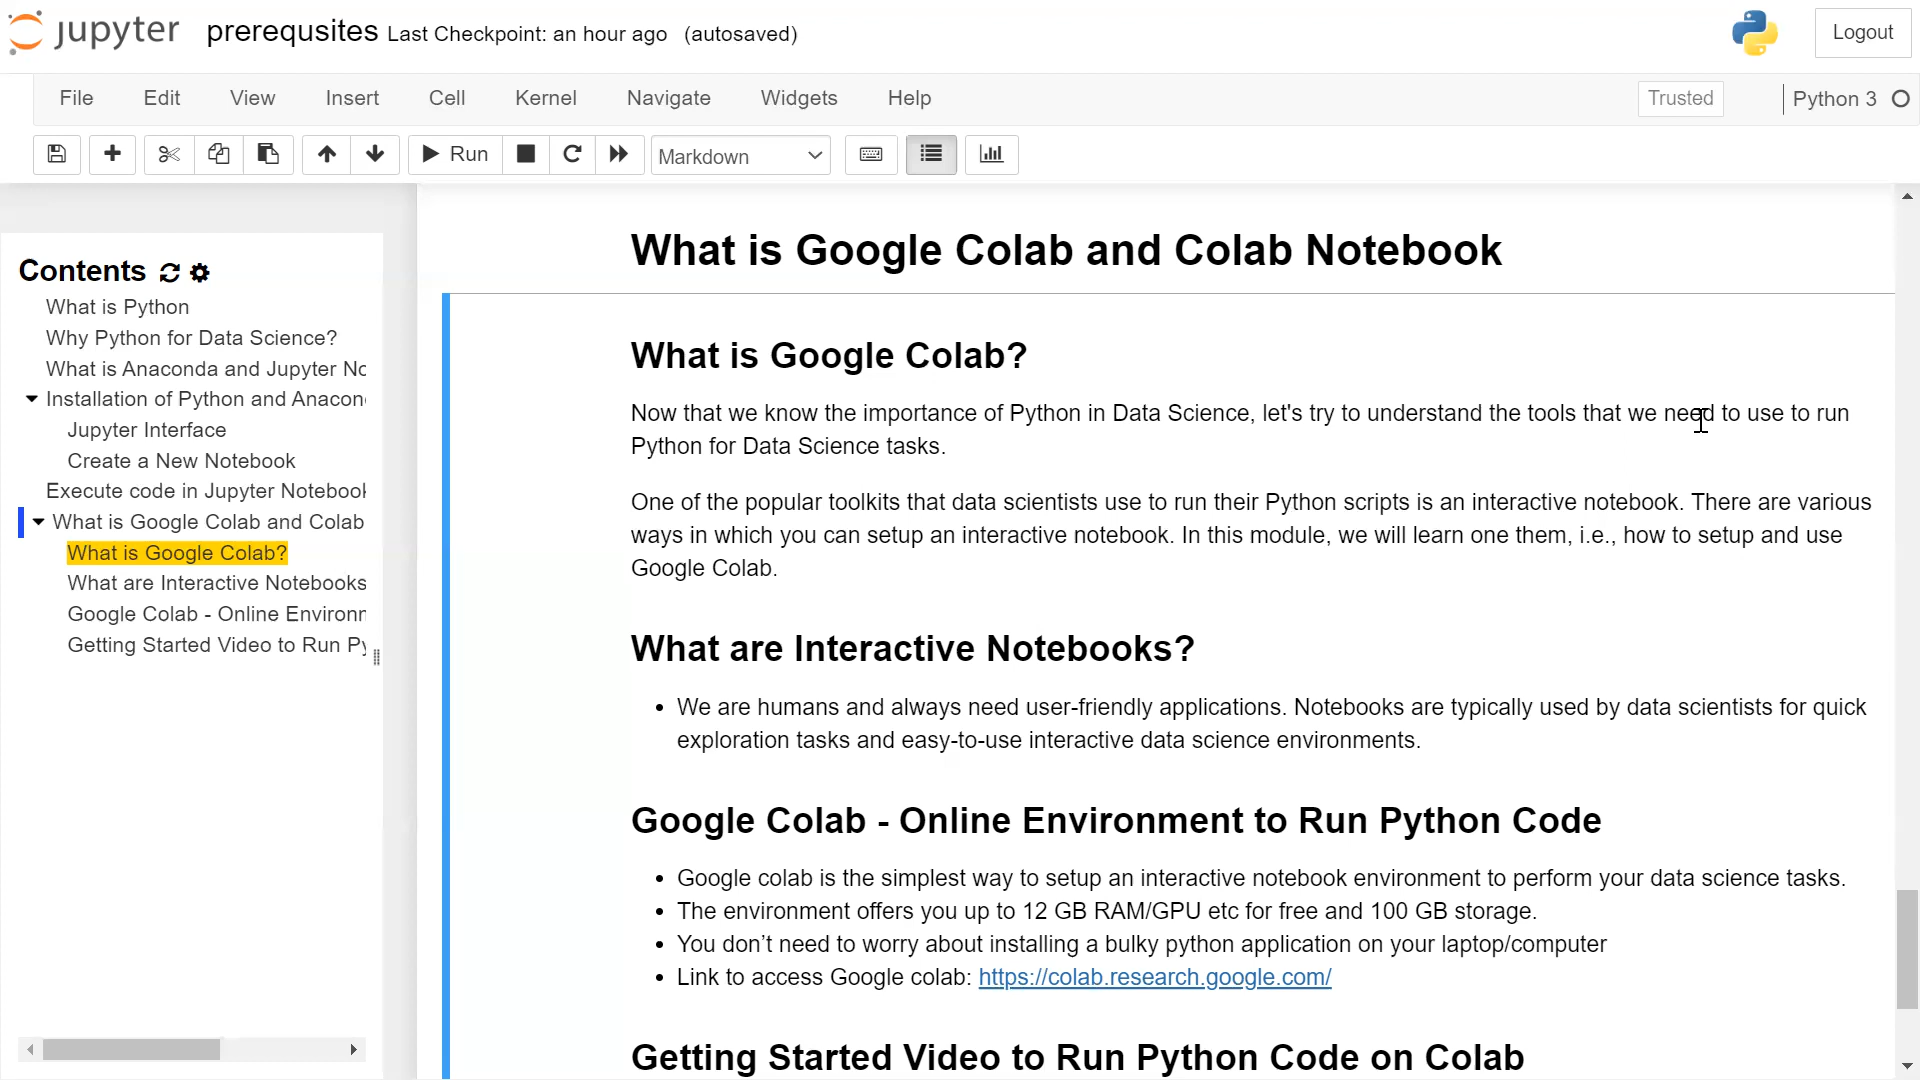 jupyter prerequsites Last Checkpoint: an hour ago (autosaved) Logout
File Edit View Insert Cell Kernel Navigate Widgets Help Trusted Python 3
Run Markdown
Contents
What is Python
Why Python for Data Science?
What is Anaconda and Jupyter No
Installation of Python and Anacon
Jupyter Interface
Create a New Notebook
Execute code in Jupyter Notebook
What is Google Colab and Colab
What is Google Colab?
What are Interactive Notebooks
Google Colab - Online Environm
Getting Started Video to Run Py
What is Google Colab and Colab Notebook
What is Google Colab?
Now that we know the importance of Python in Data Science, let's try to understand the tools that we need to use to run
Python for Data Science tasks.
One of the popular toolkits that data scientists use to run their Python scripts is an interactive notebook. There are various
ways in which you can setup an interactive notebook. In this module, we will learn one them, i.e., how to setup and use
Google Colab.
What are Interactive Notebooks?
• We are humans and always need user-friendly applications. Notebooks are typically used by data scientists for quick
exploration tasks and easy-to-use interactive data science environments.
Google Colab - Online Environment to Run Python Code
• Google colab is the simplest way to setup an interactive notebook environment to perform your data science tasks.
• The environment offers you up to 12 GB RAM/GPU etc for free and 100 GB storage.
• You don’t need to worry about installing a bulky python application on your laptop/computer
• Link to access Google colab: https://colab.research.google.com/
Getting Started Video to Run Python Code on Colab